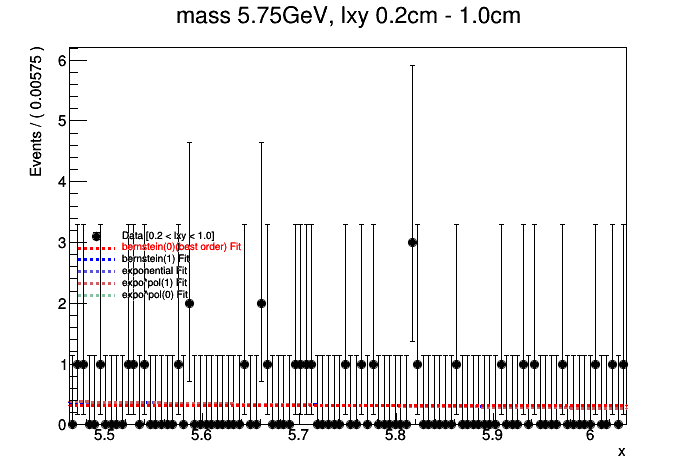 mass 5.75GeV, lxy 0.2cm - 1.0cm
Events / ( 0.00575 )
6
5
4
3
2
1
0
Data [0.2 < lxy < 1.0]
bernstein(0)(best order) Fit
bernstein(1) Fit
exponential Fit
expo*pol(1) Fit
expo*pol(0) Fit
5.5 5.6 5.7 5.8 5.9 6
x